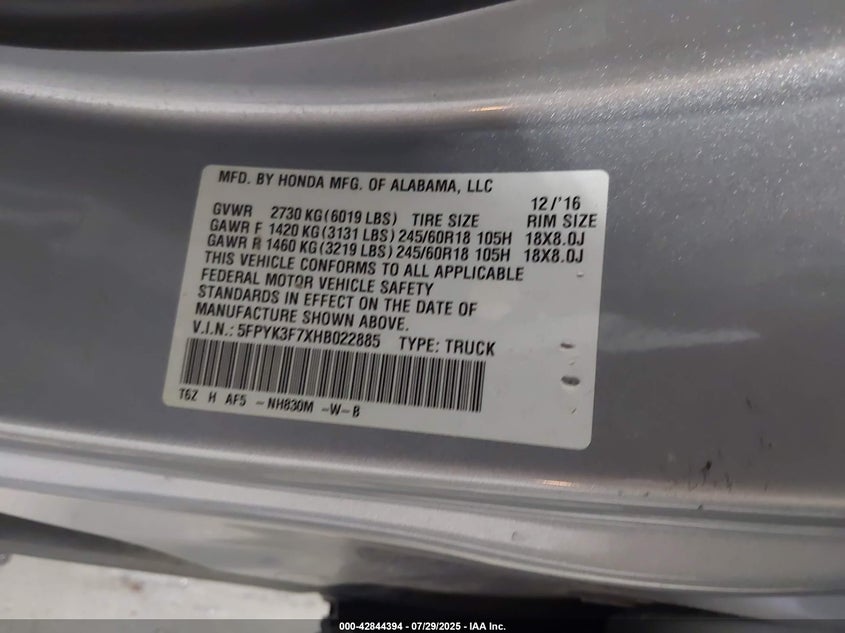 MFD. BY HONDA MFG. OF ALABAMA, LLC
12/'16
GVWR 2730 KG(6019 LBS) TIRE SIZE RIM SIZE
GAWR F 1420 KG(3131 LBS) 245/60R18 105H 18X8.0J
GAWR R 1460 KG(3219 LBS) 245/60R18 105H 18X8.0J
THIS VEHICLE CONFORMS TO ALL APPLICABLE
FEDERAL MOTOR VEHICLE SAFETY
STANDARDS IN EFFECT ON THE DATE OF
MANUFACTURE SHOWN ABOVE.
V.I.N.: 5FPYK3F7XHB022885 TYPE: TRUCK
T6Z H AF5 -NH830M -W-B
000-42844394 - 07/29/2025 - IAA Inc.